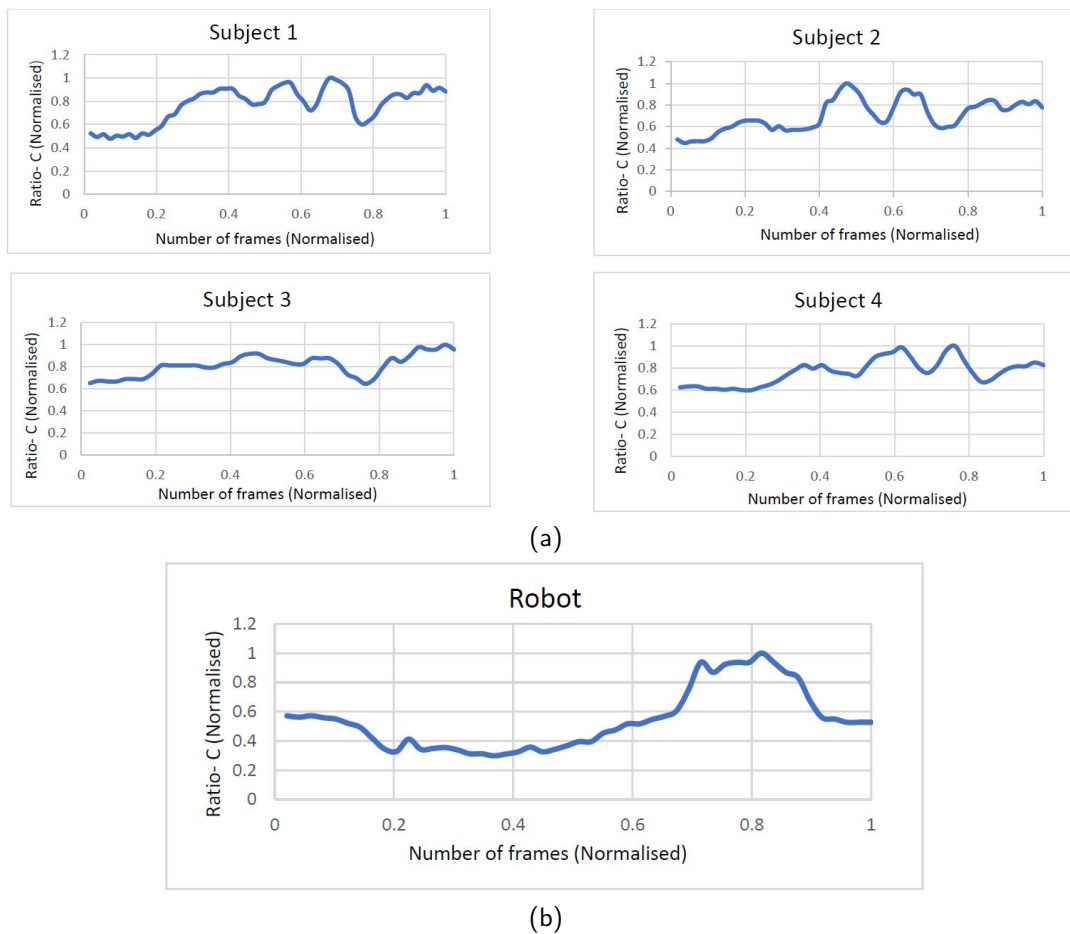 Subject 1
Ratio- C (Normalised)
1.2
1
0.8
0.6
0.4
0.2
0
0 0.2 0.4 0.6 0.8 1
Number of frames (Normalised)
Subject 2
Ratio- C (Normalised)
1.2
1
0.8
0.6
0.4
0.2
0
0 0.2 0.4 0.6 0.8 1
Number of frames (Normalised)
Subject 3
Ratio- C (Normalised)
1.2
1
0.8
0.6
0.4
0.2
0
0 0.2 0.4 0.6 0.8 1
Number of frames (Normalised)
Subject 4
Ratio- C (Normalised)
1.2
1
0.8
0.6
0.4
0.2
0
0 0.2 0.4 0.6 0.8 1
Number of frames (Normalised)
(a)
Robot
Ratio- C (Normalised)
1.2
1
0.8
0.6
0.4
0.2
0
0 0.2 0.4 0.6 0.8 1
Number of frames (Normalised)
(b)